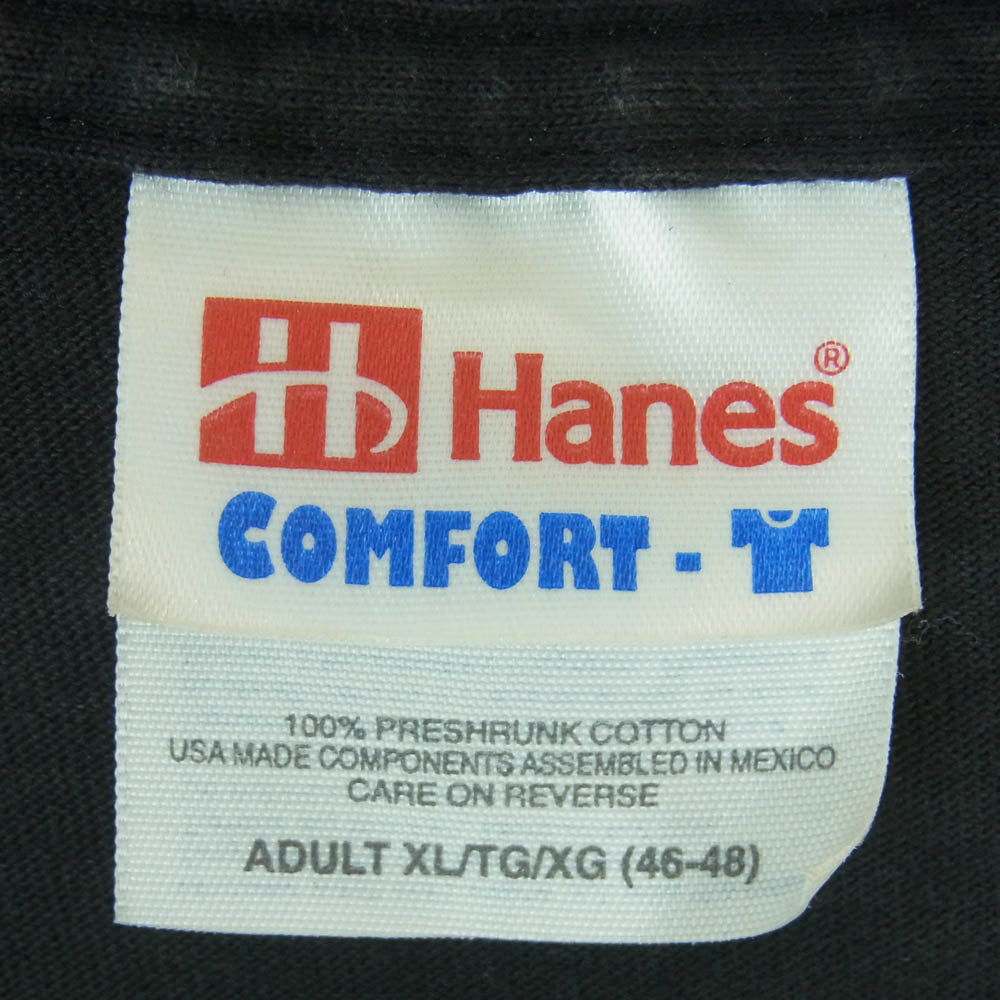 Hanes®
COMFORT -
100% PRESHRUNK COTTON
USA MADE COMPONENTS ASSEMBLED IN MEXICO
CARE ON REVERSE
ADULT XL/TG/XG (46-48)